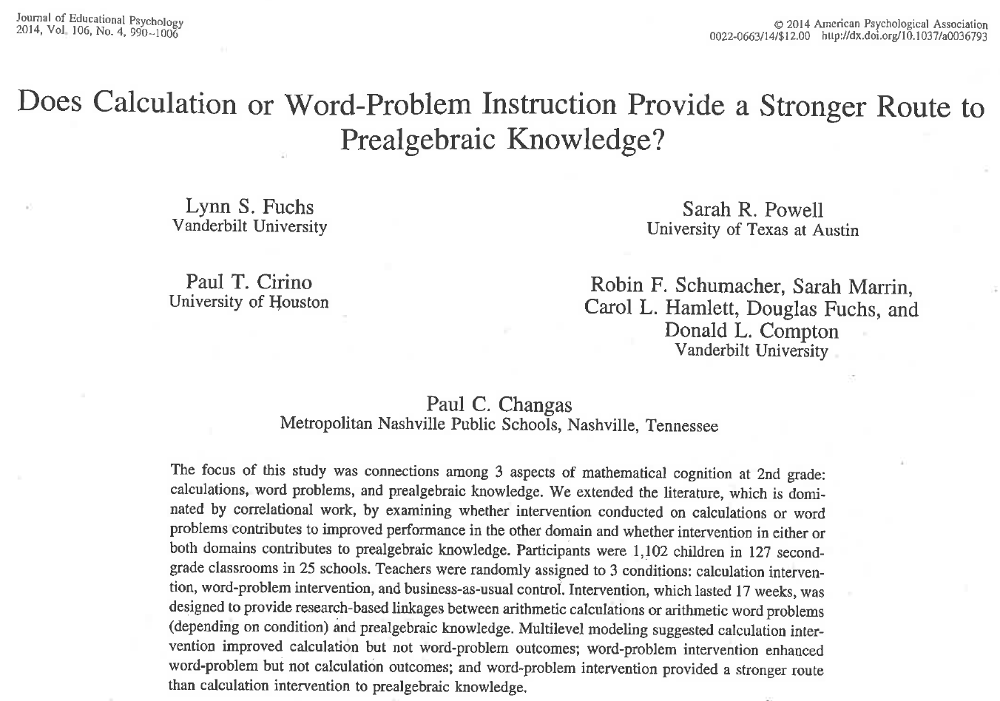 Journal of Educational Psychology
2014, Vol. 106, No. 4, 990–1006
© 2014 American Psychological Association
0022-0663/14/$12.00 http://dx.doi.org/10.1037/a0036793
Does Calculation or Word-Problem Instruction Provide a Stronger Route to
Prealgebraic Knowledge?
Lynn S. Fuchs
Vanderbilt University
Sarah R. Powell
University of Texas at Austin
Paul T. Cirino
University of Houston
Robin F. Schumacher, Sarah Marrin,
Carol L. Hamlett, Douglas Fuchs, and
Donald L. Compton
Vanderbilt University
Paul C. Changas
Metropolitan Nashville Public Schools, Nashville, Tennessee
The focus of this study was connections among 3 aspects of mathematical cognition at 2nd grade:
calculations, word problems, and prealgebraic knowledge. We extended the literature, which is domi-
nated by correlational work, by examining whether intervention conducted on calculations or word
problems contributes to improved performance in the other domain and whether intervention in either or
both domains contributes to prealgebraic knowledge. Participants were 1,102 children in 127 second-
grade classrooms in 25 schools. Teachers were randomly assigned to 3 conditions: calculation interven-
tion, word-problem intervention, and business-as-usual control. Intervention, which lasted 17 weeks, was
designed to provide research-based linkages between arithmetic calculations or arithmetic word problems
(depending on condition) and prealgebraic knowledge. Multilevel modeling suggested calculation inter-
vention improved calculation but not word-problem outcomes; word-problem intervention enhanced
word-problem but not calculation outcomes; and word-problem intervention provided a stronger route
than calculation intervention to prealgebraic knowledge.